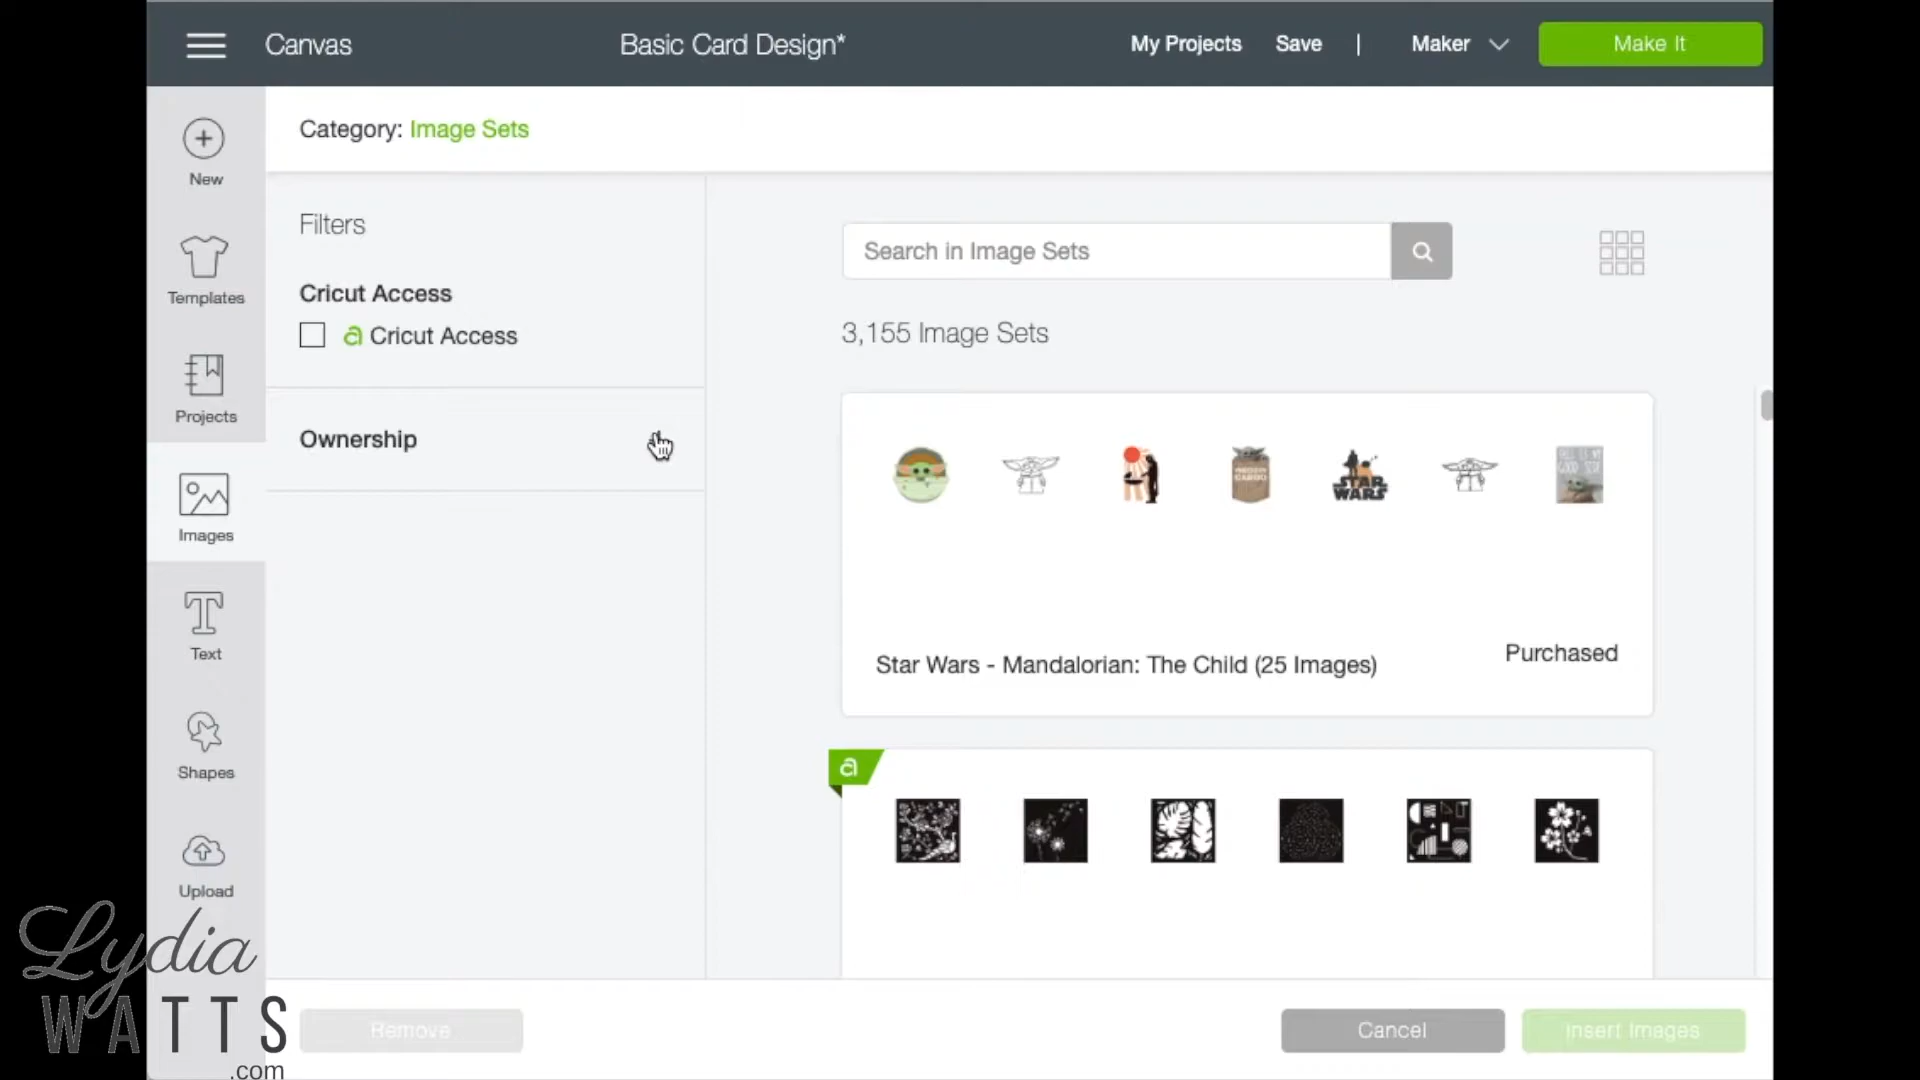 Canvas
Basic Card Design*
My Projects
Save
|
Maker
Make It
New
Templates
Projects
Images
Text
Shapes
Upload
Category: Image Sets
Filters
Cricut Access
a Cricut Access
Ownership
Search in Image Sets
3,155 Image Sets
STAR
WARS
Star Wars - Mandalorian: The Child (25 Images)
Purchased
a
Remove
Cancel
Insert Images
Lydia
WATTS
.com